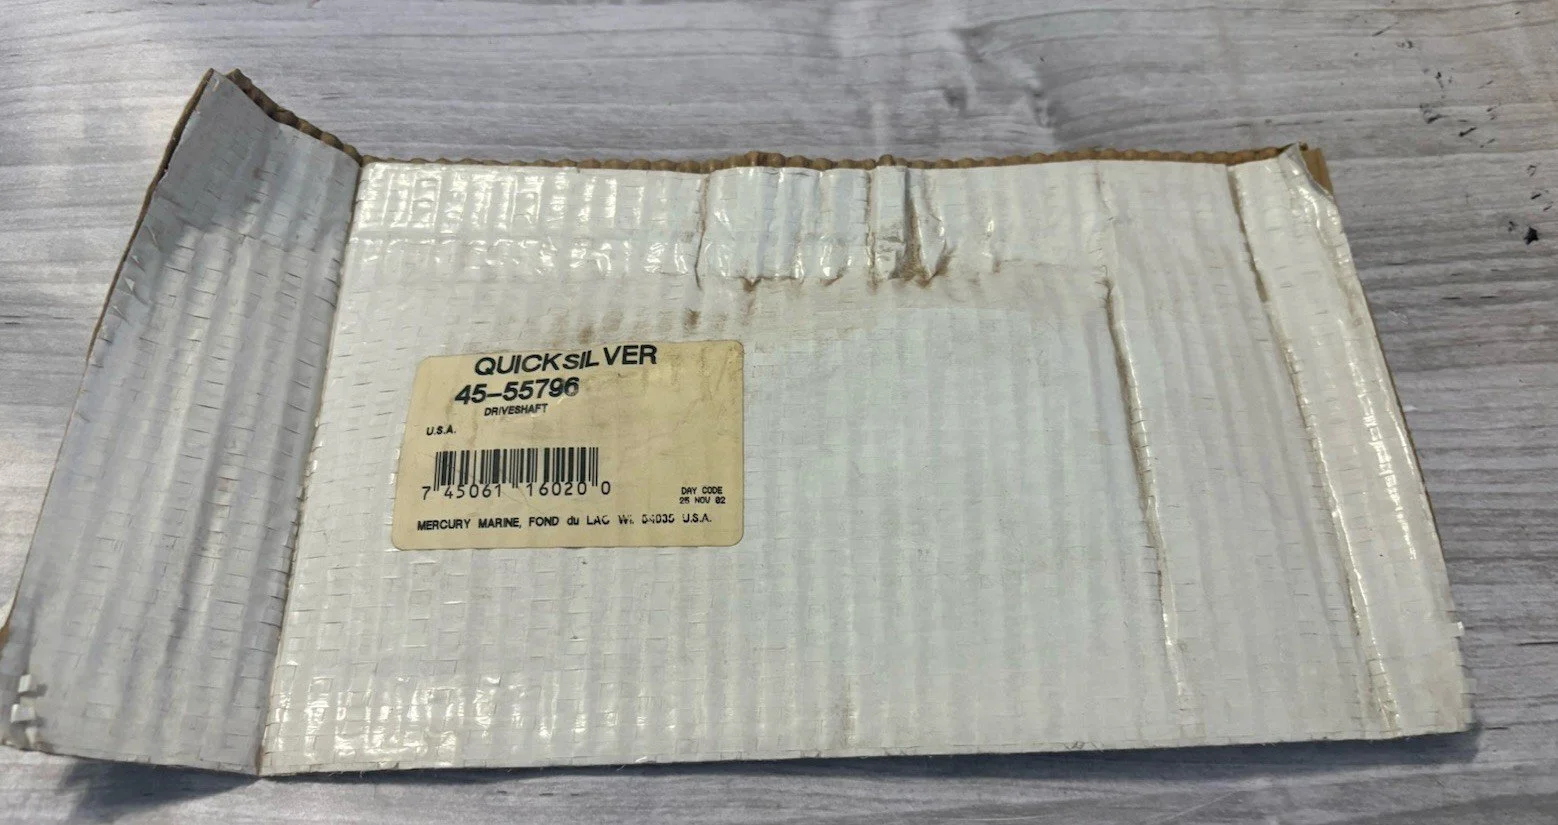 QUICKSILVER
45-55796
DRIVESHAFT
U.S.A.
7 45061 16020 0
DAY CODE
25 NOV 02
MERCURY MARINE, FOND du LAC WI. 54035 U.S.A.